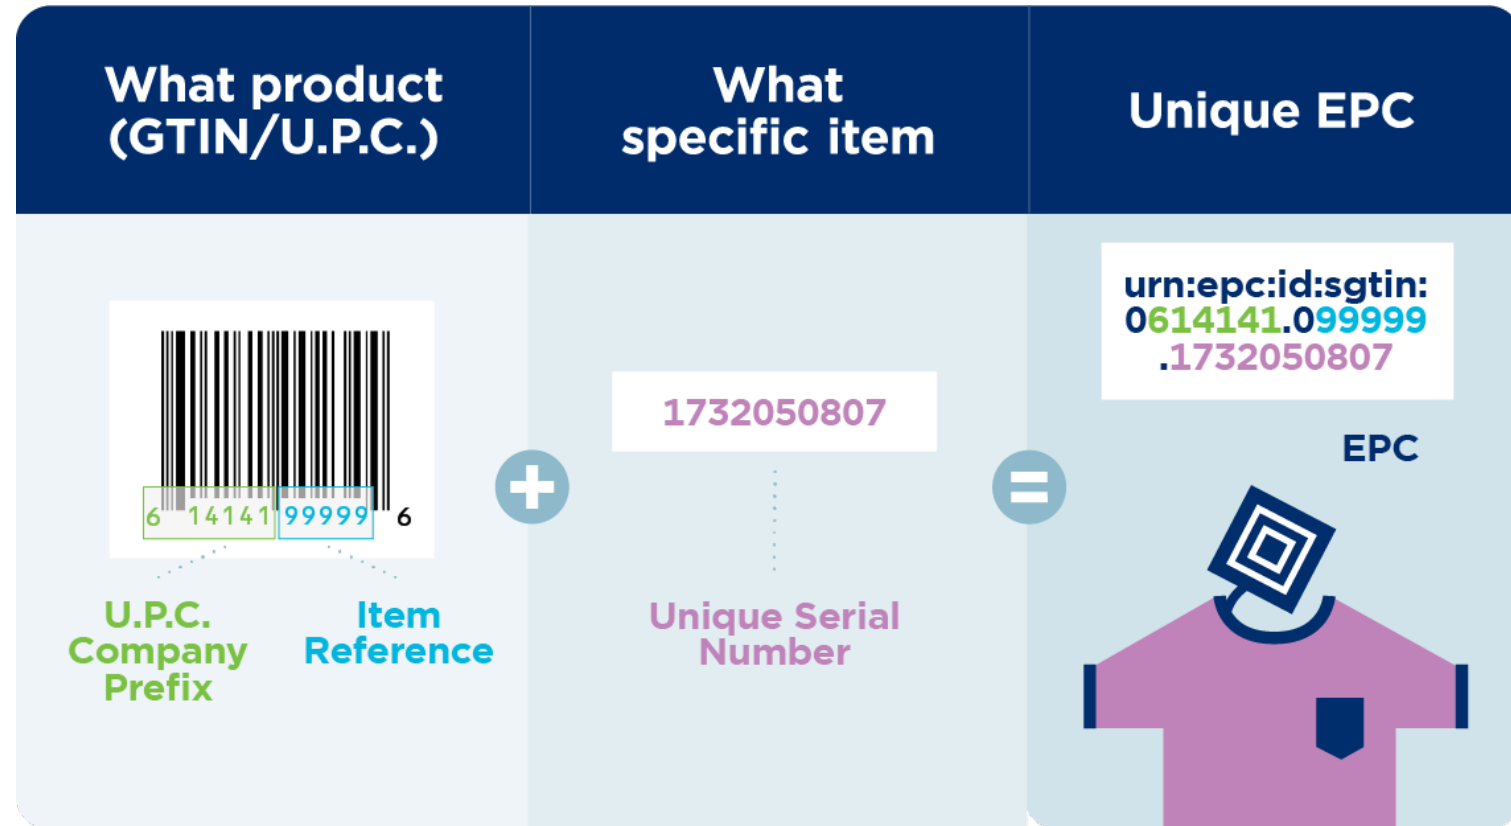 What product
(GTIN/U.P.C.)
What
specific item
Unique EPC
6 14141 99999 6
U.P.C.
Company
Prefix
Item
Reference
1732050807
Unique Serial
Number
urn:epc:id:sgtin:
0614141.099999
.1732050807
EPC